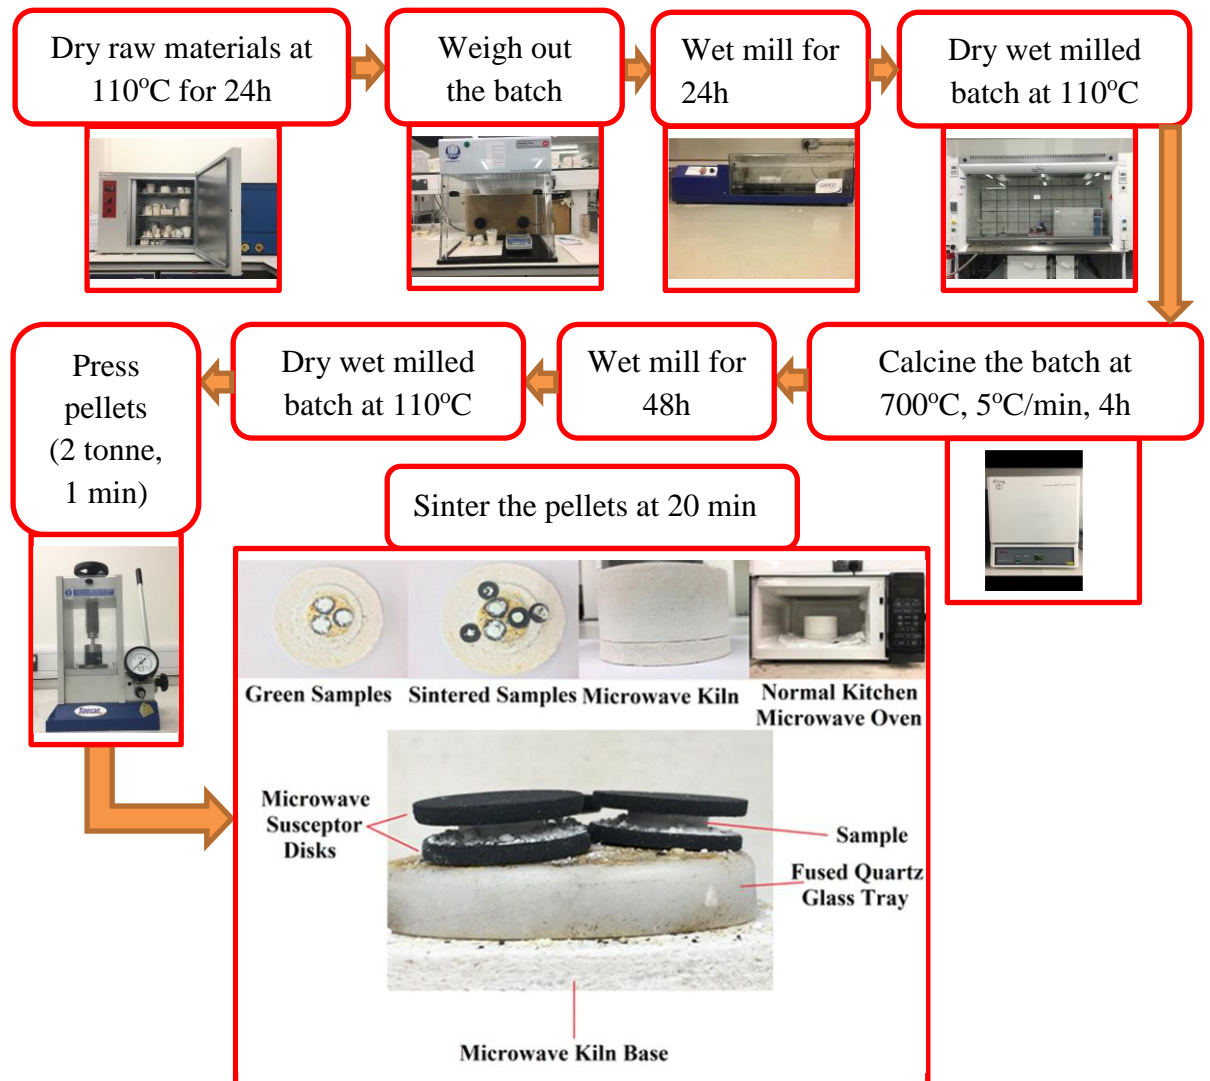 Dry raw materials at
110°C for 24h
Weigh out
the batch
Wet mill for
24h
Dry wet milled
batch at 110°C
Calcine the batch at
700°C, 5°C/min, 4h
Wet mill for
48h
Dry wet milled
batch at 110°C
Press
pellets
(2 tonne,
1 min)
Sinter the pellets at 20 min
Green Samples
Sintered Samples
Microwave Kiln
Normal Kitchen
Microwave Oven
Microwave
Susceptor
Disks
Sample
Fused Quartz
Glass Tray
Microwave Kiln Base